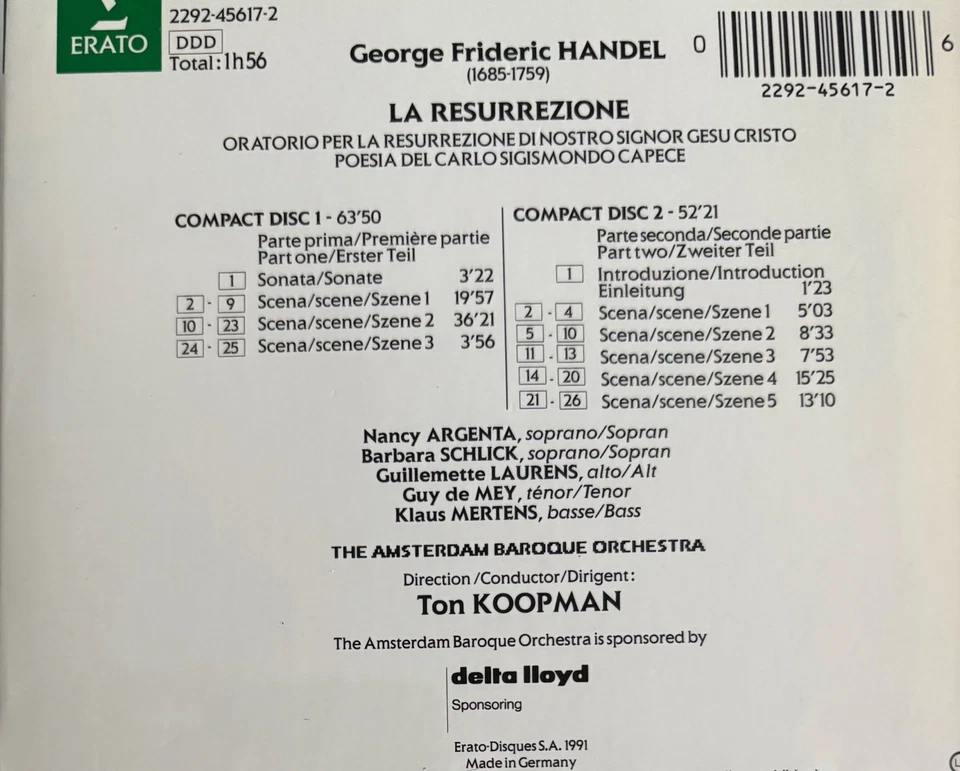 ERATO
2292-45617-2
DDD
Total: 1h56
George Frideric HANDEL
(1685-1759)
0
6
2292-45617-2
LA RESURREZIONE
ORATORIO PER LA RESURREZIONE DI NOSTRO SIGNOR GESU CRISTO
POESIA DEL CARLO SIGISMONDO CAPECE
COMPACT DISC 1 - 63'50
Parte prima/Première partie
Part one/Erster Teil
1 Sonata/Sonate 3'22
2 - 9 Scena/scene/Szene 1 19'57
10 - 23 Scena/scene/Szene 2 36'21
24 - 25 Scena/scene/Szene 3 3'56
COMPACT DISC 2 - 52'21
Parte seconda/Seconde partie
Part two/Zweiter Teil
1 Introduzione/Introduction
Einleitung 1'23
2 - 4 Scena/scene/Szene 1 5'03
5 - 10 Scena/scene/Szene 2 8'33
11 - 13 Scena/scene/Szene 3 7'53
14 - 20 Scena/scene/Szene 4 15'25
21 - 26 Scena/scene/Szene 5 13'10
Nancy ARGENTA, soprano/Sopran
Barbara SCHLICK, soprano/Sopran
Guillemette LAURENS, alto/Alt
Guy de MEY, ténor/Tenor
Klaus MERTENS, basse/Bass
THE AMSTERDAM BAROQUE ORCHESTRA
Direction/Conductor/Dirigent:
Ton KOOPMAN
The Amsterdam Baroque Orchestra is sponsored by
delta lloyd
Sponsoring
Erato-Disques S.A. 1991
Made in Germany